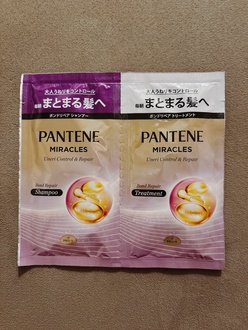 大人うねりをコントロール
毎朝 まとまる髪へ
ボンドリペア シャンプー
PANTENE
MIRACLES
Uneri Control & Repair
Bond Repair
Shampoo
大人うねりをコントロール
毎朝 まとまる髪へ
ボンドリペア トリートメント
PANTENE
MIRACLES
Uneri Control & Repair
Bond Repair
Treatment